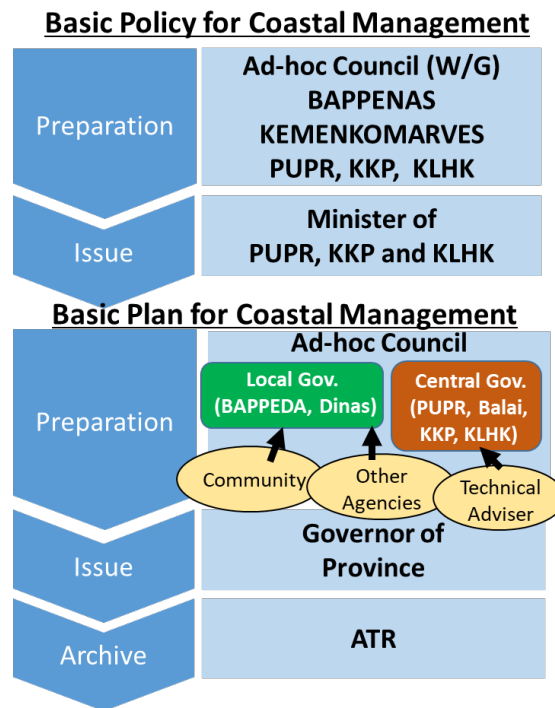 Basic Policy for Coastal Management
Preparation
Ad-hoc Council (W/G)
BAPPENAS
KEMENKOMARVES
PUPR, KKP, KLHK
Issue
Minister of
PUPR, KKP and KLHK
Basic Plan for Coastal Management
Preparation
Ad-hoc Council
Local Gov.
(BAPPEDA, Dinas)
Central Gov.
(PUPR, Balai,
KKP, KLHK)
Community
Other
Agencies
Technical
Adviser
Issue
Governor of
Province
Archive
ATR